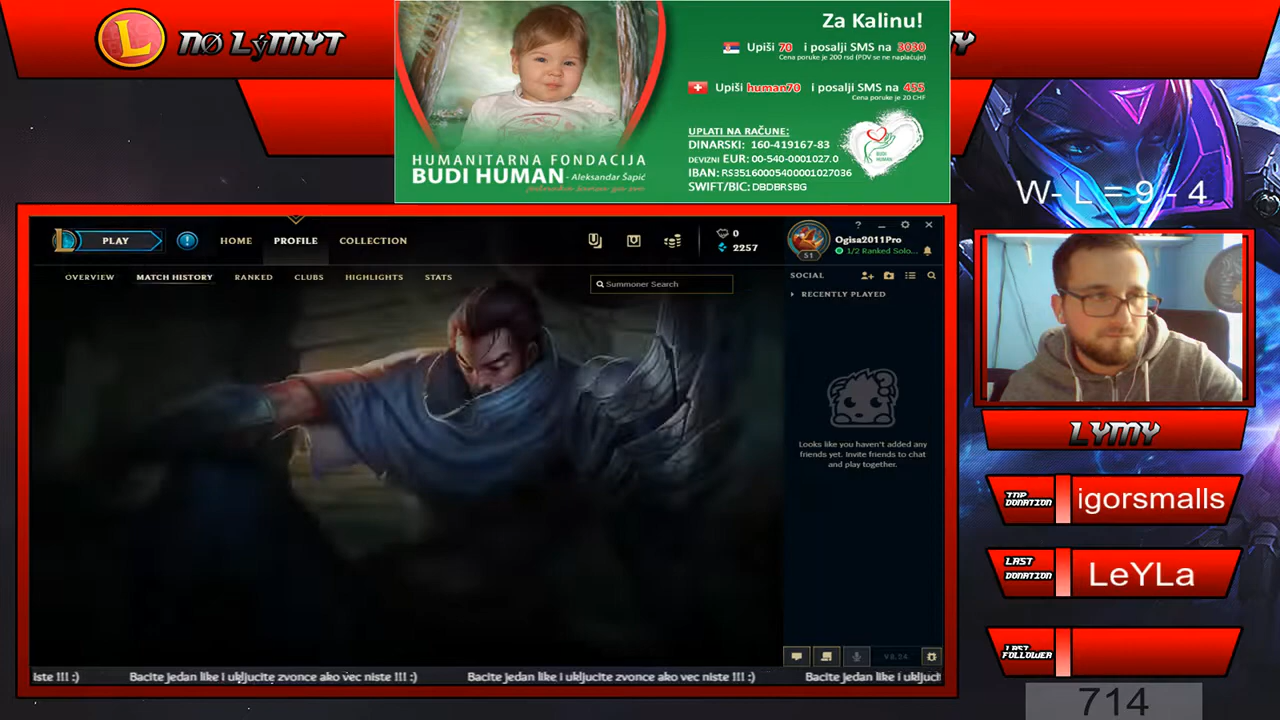 L NØ LýMYT
Za Kalinu!
Upiši 70 i posalji SMS na 3030
Cena poruke je 200 rsd (PDV se ne naplaćuje)
Upiši human70 i posalji SMS na 455
Cena poruke je 20 CHF
UPLATI NA RAČUNE:
DINARSKI: 160-419167-83
DEVIZNI EUR: 00-540-0001027.0
IBAN: RS35160005400001027036
SWIFT/BIC: DBDBRSBG
BUDI HUMAN
HUMANITARNA FONDACIJA
BUDI HUMAN - Aleksandar Šapić
W- L = 9 - 4
PLAY
HOME
PROFILE
COLLECTION
0
2257
?
51
Ogisa2011Pro
1/2 Ranked Solo...
OVERVIEW
MATCH HISTORY
RANKED
CLUBS
HIGHLIGHTS
STATS
Summoner Search
SOCIAL
RECENTLY PLAYED
Looks like you haven't added any
friends yet. Invite friends to chat
and play together.
V8.24
iste !!! :) Bacite jedan like i ukljucite zvonce ako vec niste !!! :) Bacite jedan like i ukljucite zvonce ako vec niste !!! :) Bacite jedan like i ukljuci
LYMY
TOP DONATION
igorsmalls
LAST DONATION
LeYLa
LAST FOLLOWER
714